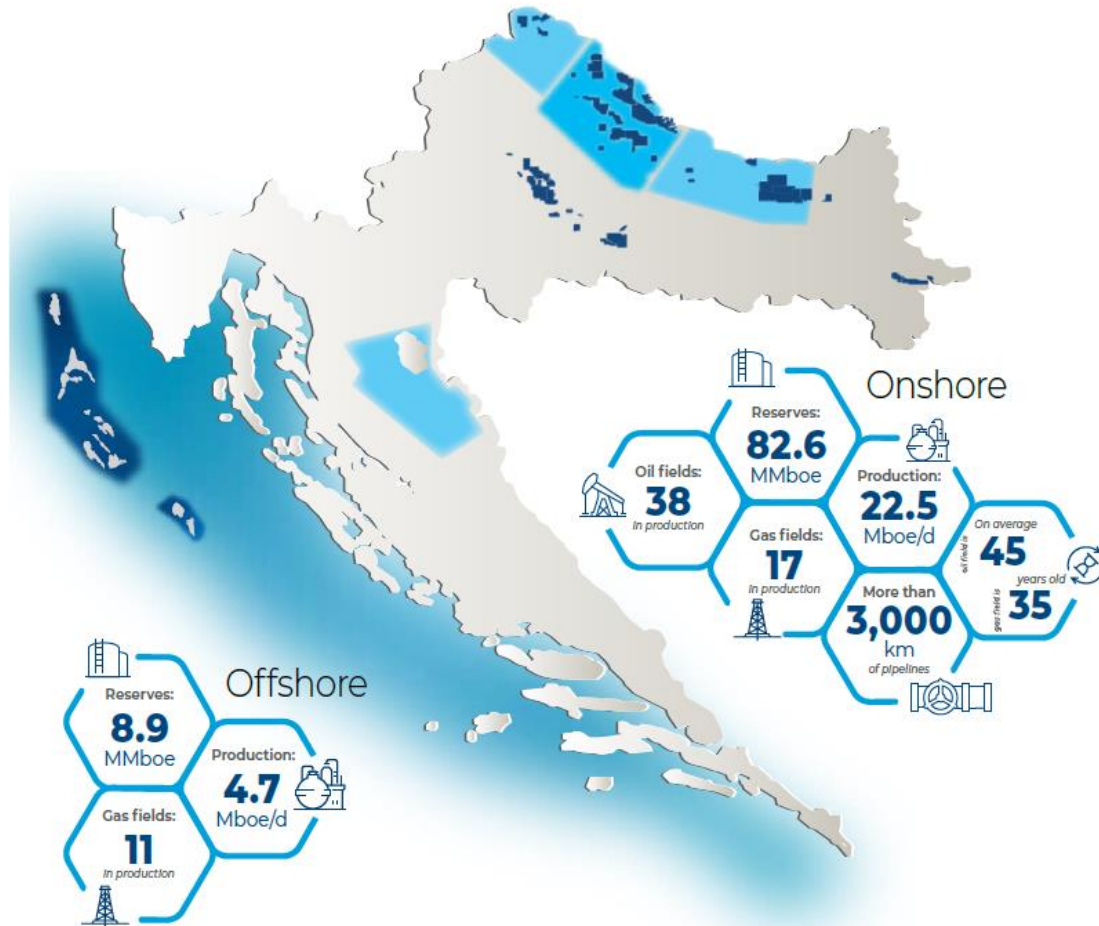 Onshore
Reserves:
82.6
MMboe
Oil fields:
38
in production
Production:
22.5
Mboe/d
Gas fields:
17
in production
On average
oil field is
45
years old
gas field is
35
More than
3,000
km
of pipelines
Offshore
Reserves:
8.9
MMboe
Production:
4.7
Mboe/d
Gas fields:
11
in production